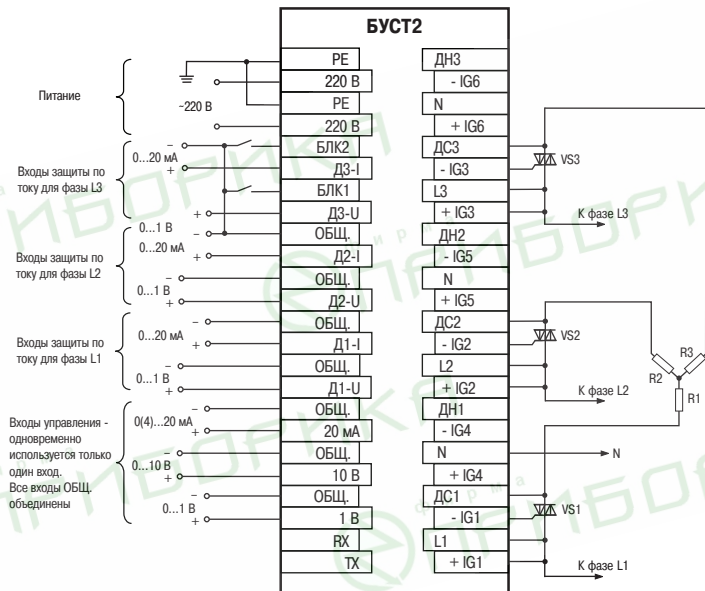 БУСТ2
Питание
~220 В
Входы защиты по
току для фазы L3
0...20 мА
-
+
+
Входы защиты по
току для фазы L2
0...1 В
-
0...20 мА
+
-
0...1 В
+
Входы защиты по
току для фазы L1
-
0...20 мА
+
-
0...1 В
+
Входы управления -
одновременно
используется только
один вход.
Все входы ОБЩ.
объединены
-
0(4)...20 мА
+
-
0...10 В
+
-
0...1 В
+
PE
220 В
PE
220 В
БЛК2
Д3-I
БЛК1
Д3-U
ОБЩ.
Д2-I
ОБЩ.
Д2-U
ОБЩ.
Д1-I
ОБЩ.
Д1-U
ОБЩ.
20 мА
ОБЩ.
10 В
ОБЩ.
1 В
RX
TX
ДН3
- IG6
N
+ IG6
ДС3
- IG3
L3
+ IG3
ДН2
- IG5
N
+ IG5
ДС2
- IG2
L2
+ IG2
ДН1
- IG4
N
+ IG4
ДС1
- IG1
L1
+ IG1
VS3
К фазе L3
VS2
К фазе L2
R2
R3
R1
N
VS1
К фазе L1
фирма
ПРИБОРИКА